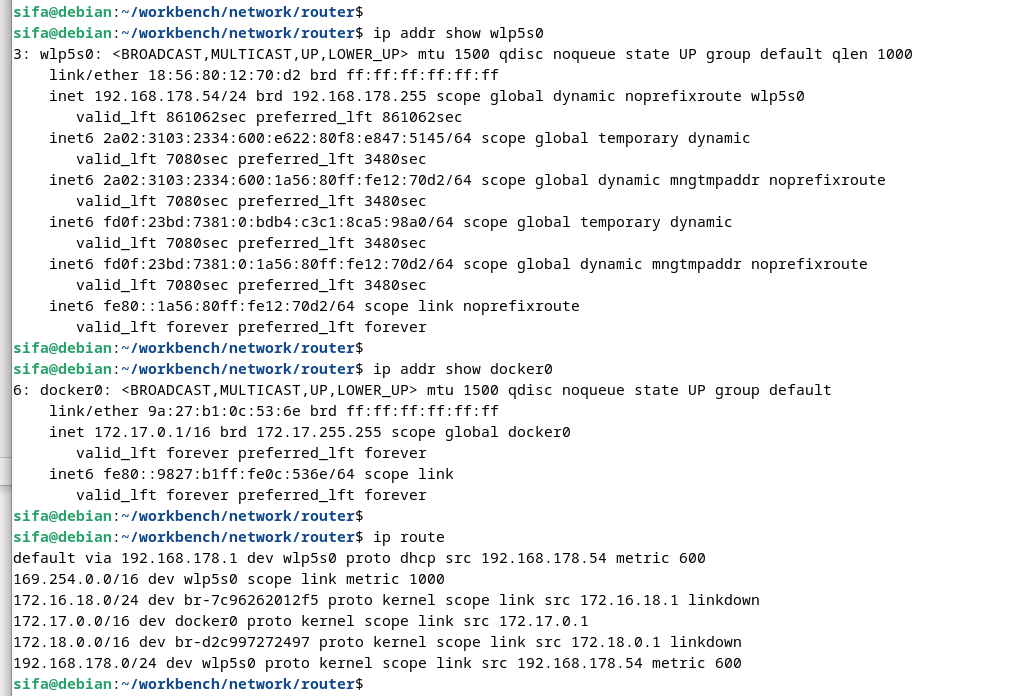 sifa@debian:~/workbench/network/router$
sifa@debian:~/workbench/network/router$ ip addr show wlp5s0
3: wlp5s0: <BROADCAST,MULTICAST,UP,LOWER_UP> mtu 1500 qdisc noqueue state UP group default qlen 1000
    link/ether 18:56:80:12:70:d2 brd ff:ff:ff:ff:ff:ff
    inet 192.168.178.54/24 brd 192.168.178.255 scope global dynamic noprefixroute wlp5s0
       valid_lft 861062sec preferred_lft 861062sec
    inet6 2a02:3103:2334:600:e622:80f8:e847:5145/64 scope global temporary dynamic
       valid_lft 7080sec preferred_lft 3480sec
    inet6 2a02:3103:2334:600:1a56:80ff:fe12:70d2/64 scope global dynamic mngtmpaddr noprefixroute
       valid_lft 7080sec preferred_lft 3480sec
    inet6 fd0f:23bd:7381:0:bdb4:c3c1:8ca5:98a0/64 scope global temporary dynamic
       valid_lft 7080sec preferred_lft 3480sec
    inet6 fd0f:23bd:7381:0:1a56:80ff:fe12:70d2/64 scope global dynamic mngtmpaddr noprefixroute
       valid_lft 7080sec preferred_lft 3480sec
    inet6 fe80::1a56:80ff:fe12:70d2/64 scope link noprefixroute
       valid_lft forever preferred_lft forever
sifa@debian:~/workbench/network/router$
sifa@debian:~/workbench/network/router$ ip addr show docker0
6: docker0: <BROADCAST,MULTICAST,UP,LOWER_UP> mtu 1500 qdisc noqueue state UP group default
    link/ether 9a:27:b1:0c:53:6e brd ff:ff:ff:ff:ff:ff
    inet 172.17.0.1/16 brd 172.17.255.255 scope global docker0
       valid_lft forever preferred_lft forever
    inet6 fe80::9827:b1ff:fe0c:536e/64 scope link
       valid_lft forever preferred_lft forever
sifa@debian:~/workbench/network/router$
sifa@debian:~/workbench/network/router$ ip route
default via 192.168.178.1 dev wlp5s0 proto dhcp src 192.168.178.54 metric 600
169.254.0.0/16 dev wlp5s0 scope link metric 1000
172.16.18.0/24 dev br-7c96262012f5 proto kernel scope link src 172.16.18.1 linkdown
172.17.0.0/16 dev docker0 proto kernel scope link src 172.17.0.1
172.18.0.0/16 dev br-d2c997272497 proto kernel scope link src 172.18.0.1 linkdown
192.168.178.0/24 dev wlp5s0 proto kernel scope link src 192.168.178.54 metric 600
sifa@debian:~/workbench/network/router$